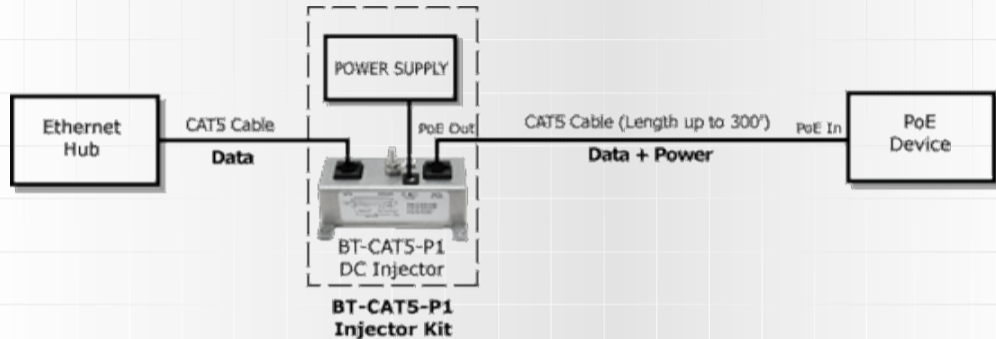 POWER SUPPLY
Ethernet
Hub
CAT5 Cable
Data
PoE Out
CAT5 Cable (Length up to 300')
Data + Power
PoE In
PoE
Device
BT-CAT5-P1
DC Injector
BT-CAT5-P1
Injector Kit